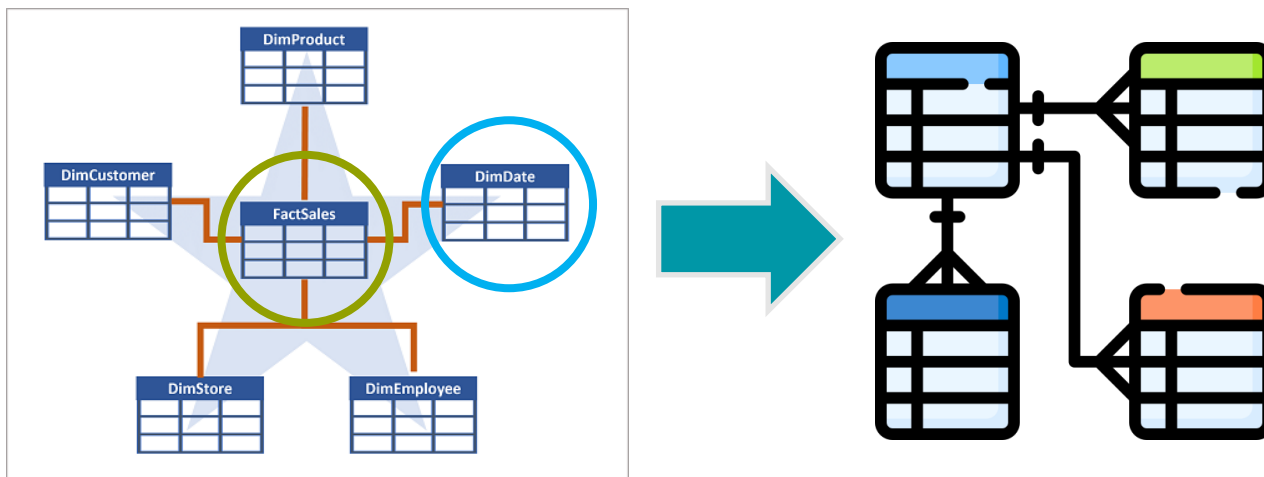 DimProduct
DimCustomer
DimDate
FactSales
DimStore
DimEmployee